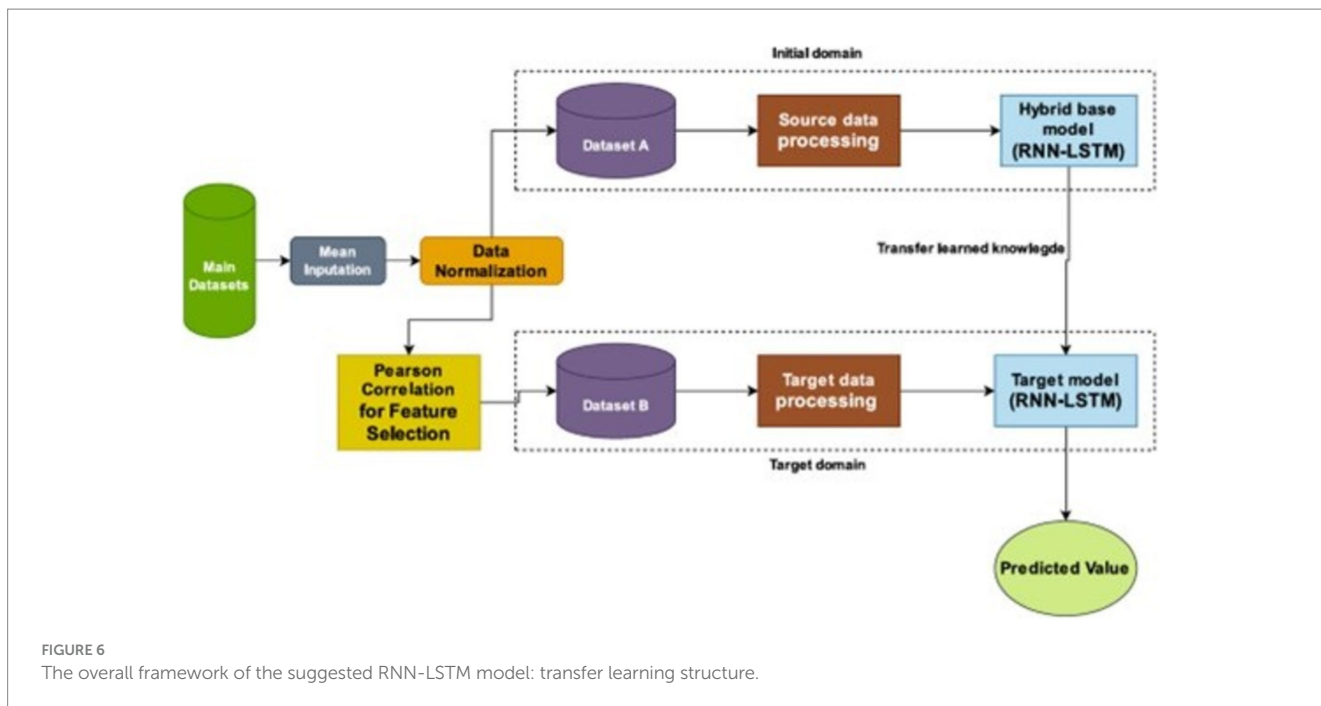 Initial domain
Dataset A
Source data
processing
Hybrid base
model
(RNN-LSTM)
Main
Datasets
Mean
Inputation
Data
Normalization
Transfer learned knowlegde
Pearson
Correlation
for Feature
Selection
Dataset B
Target data
processing
Target model
(RNN-LSTM)
Target domain
Predicted Value
FIGURE 6
The overall framework of the suggested RNN-LSTM model: transfer learning structure.